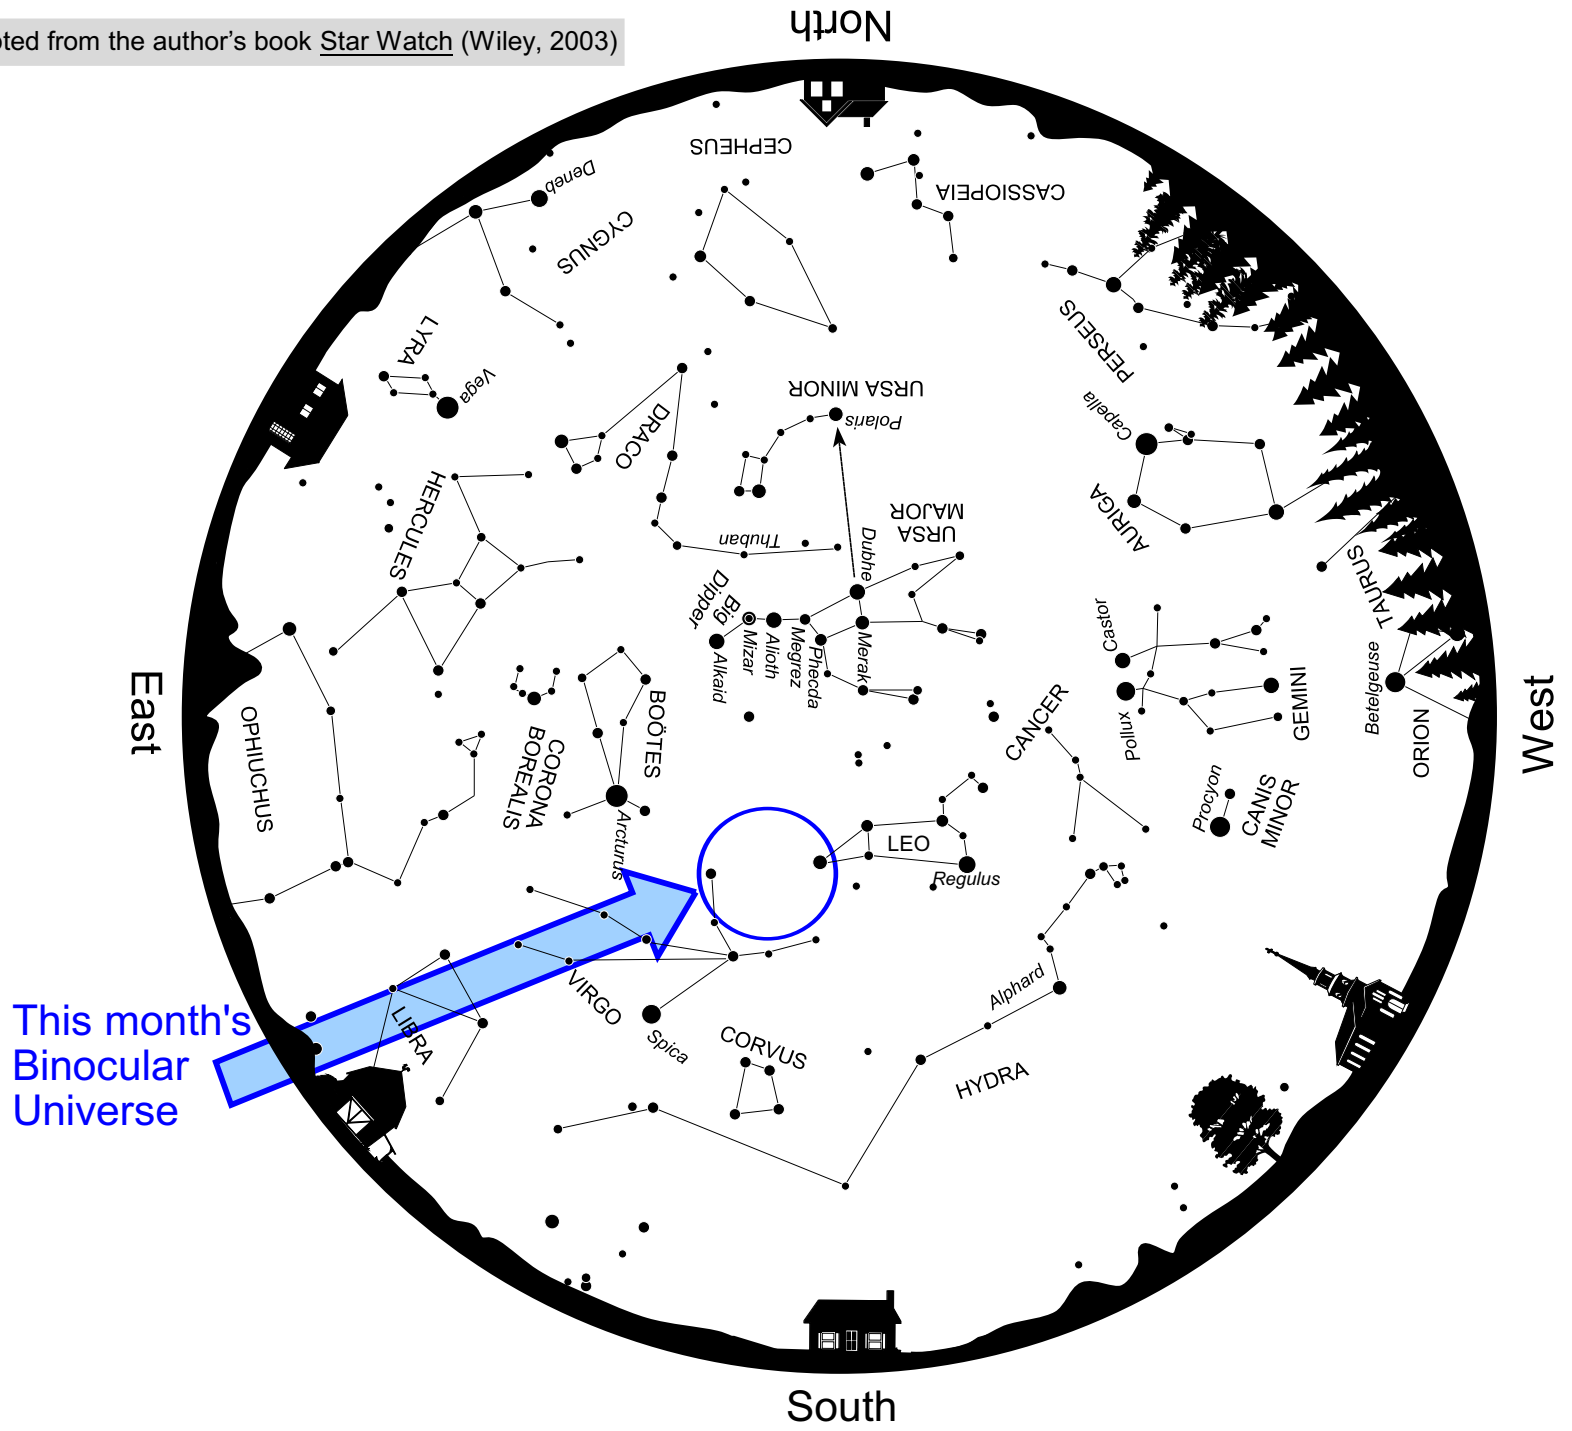 oted from the author's book Star Watch (Wiley, 2003)
North
CEPHEUS
CASSIOPEIA
Deneb
CYGNUS
PERSEUS
LYRA
Vega
URSA MINOR
Polaris
Capella
DRACO
AURIGA
HERCULES
URSA
MAJOR
Thuban
Dubhe
TAURUS
Big
Dipper
Mizar
Alioth
Megrez
Phecda
Merak
Alkaid
Castor
Pollux
GEMINI
Betelgeuse
ORION
East
West
OPHIUCHUS
CORONA
BOREALIS
BOÖTES
Arcturus
CANCER
Procyon
CANIS
MINOR
LEO
Regulus
VIRGO
Spica
LIBRA
CORVUS
Alphard
HYDRA
This month's
Binocular
Universe
South